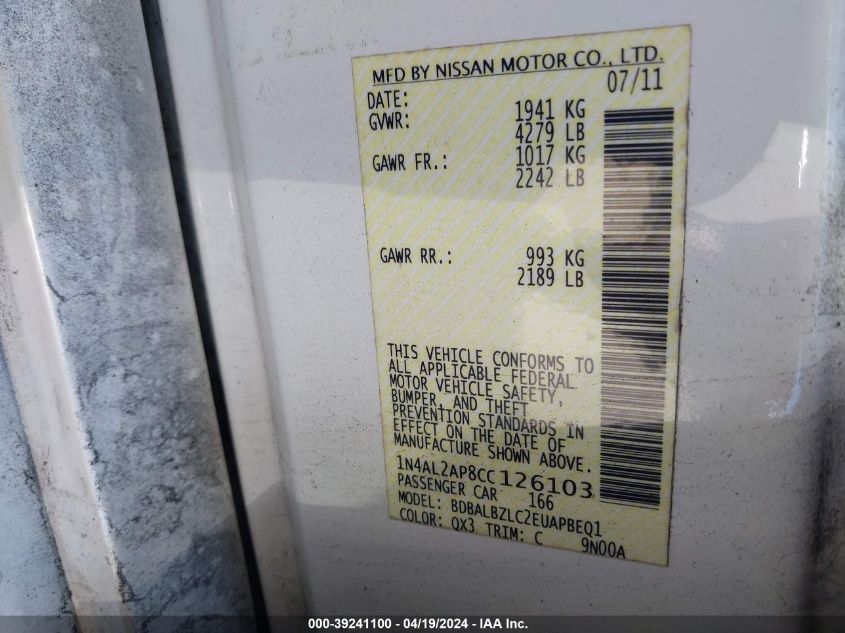 MFD BY NISSAN MOTOR CO., LTD.
DATE: 07/11
GVWR: 1941 KG
4279 LB
GAWR FR.: 1017 KG
2242 LB
GAWR RR.: 993 KG
2189 LB
THIS VEHICLE CONFORMS TO
ALL APPLICABLE FEDERAL
MOTOR VEHICLE SAFETY,
BUMPER, AND THEFT
PREVENTION STANDARDS IN
EFFECT ON THE DATE OF
MANUFACTURE SHOWN ABOVE.
1N4AL2AP8CC126103
PASSENGER CAR 166
MODEL: BDBALBZLC2EUAPBEQ1
COLOR: QX3 TRIM: C 9N00A
000-39241100 - 04/19/2024 - IAA Inc.